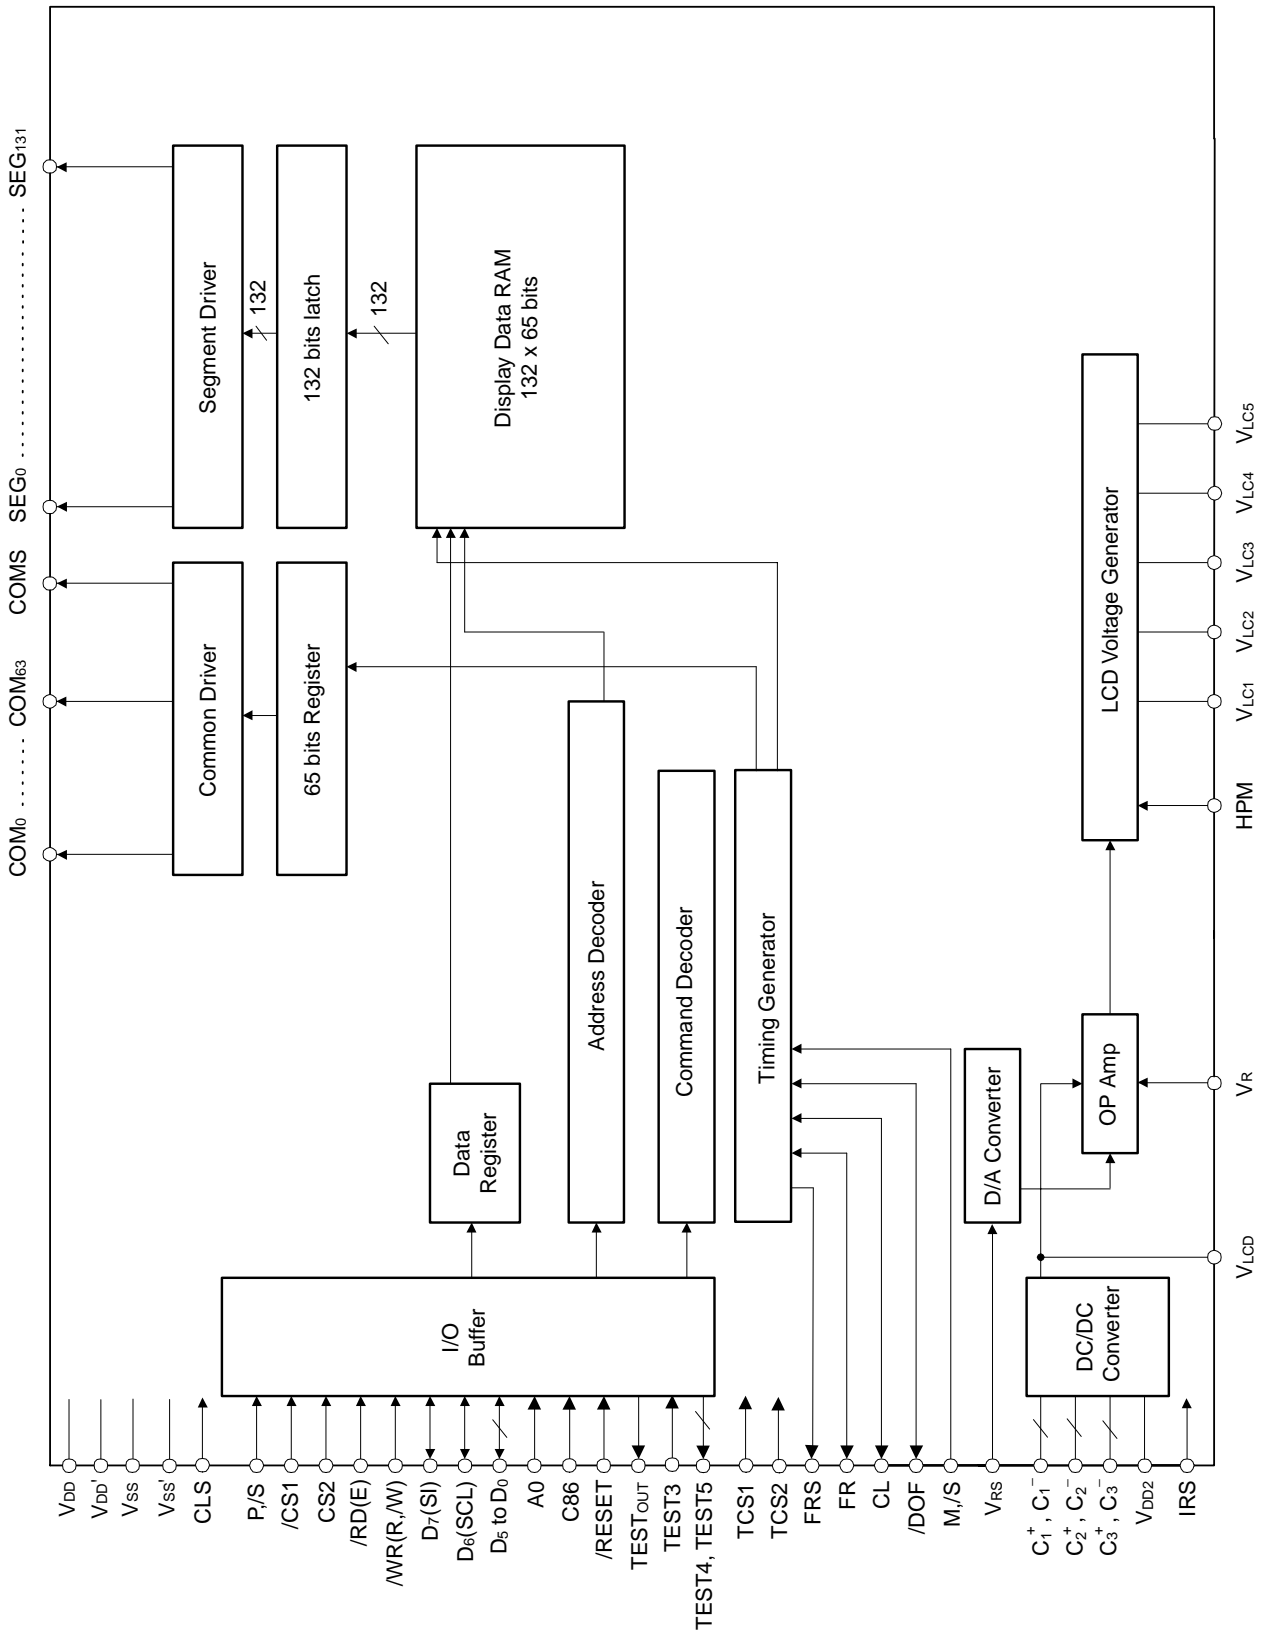 COM0 ....... COM63 COMS SEG0 ...................... SEG131
Common Driver
Segment Driver
65 bits Register
132
132 bits latch
132
Display Data RAM
132 x 65 bits
Data
Register
Address Decoder
Command Decoder
Timing Generator
I/O
Buffer
D/A Converter
OP Amp
DC/DC
Converter
LCD Voltage Generator
VDD
VDD'
VSS
VSS'
CLS
P,/S
/CS1
CS2
/RD(E)
/WR(R,/W)
D7(SI)
D6(SCL)
D5 to D0
A0
C86
/RESET
TESTOUT
TEST3
TEST4, TEST5
TCS1
TCS2
FRS
FR
CL
/DOF
M,/S
VRS
C1+, C1−
C2+, C2−
C3+, C3−
VDD2
IRS
VLCD
VR
HPM
VLC1
VLC2
VLC3
VLC4
VLC5